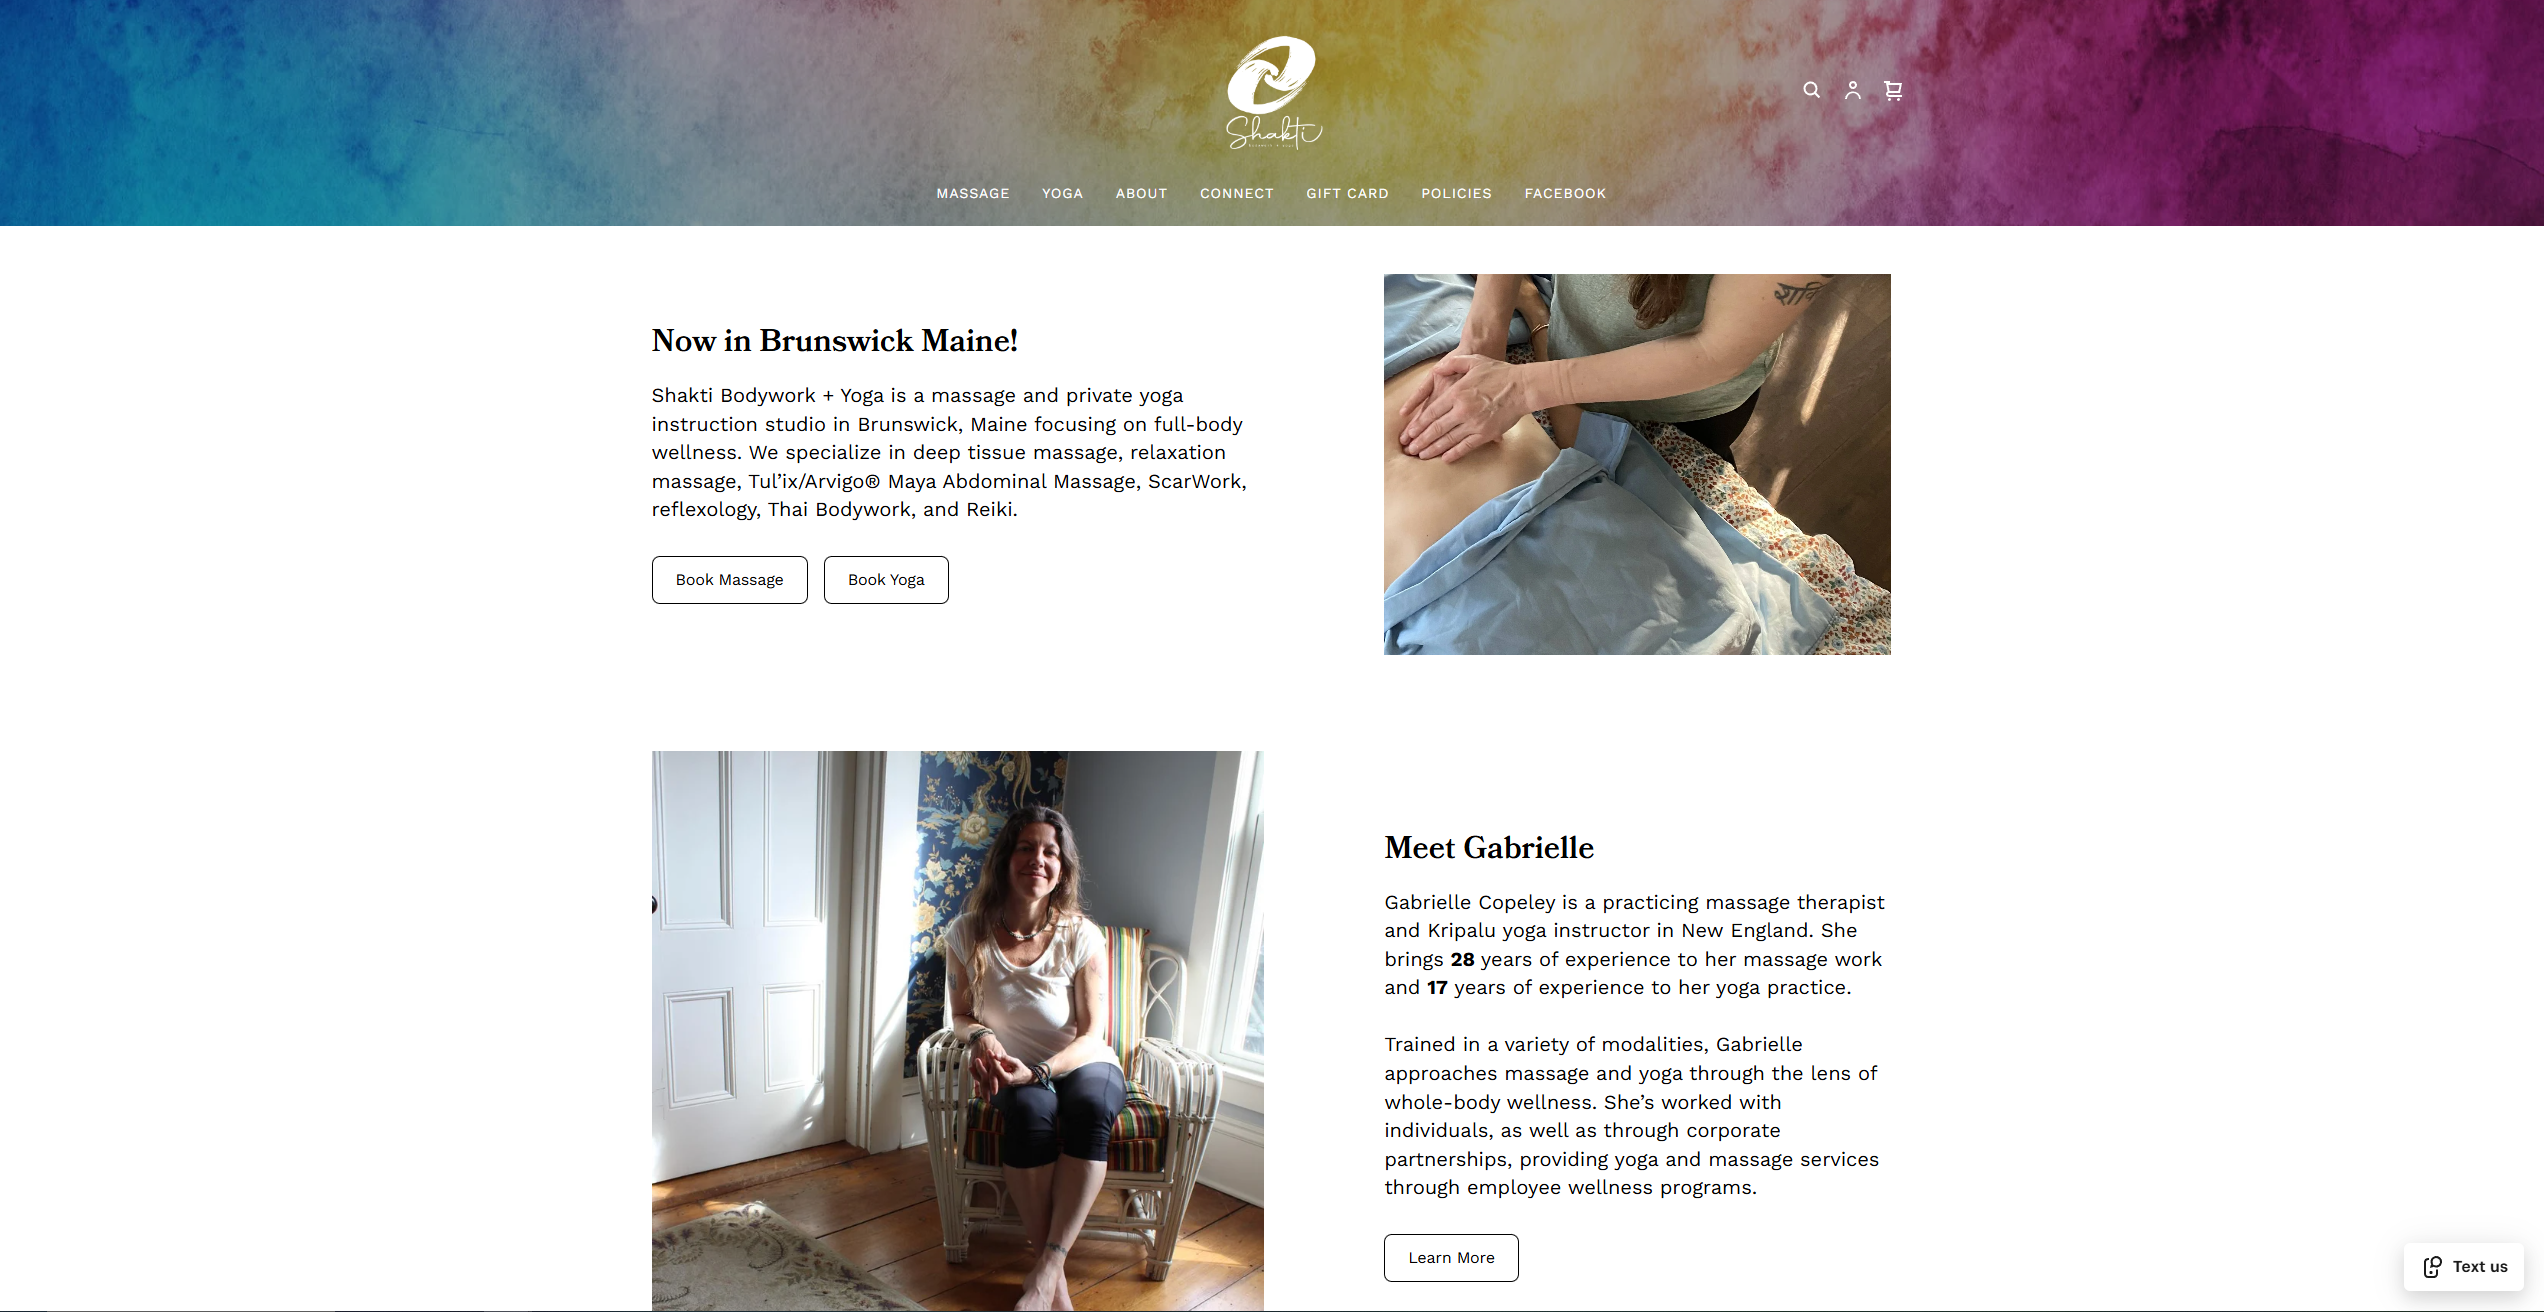 Shakti
MASSAGE YOGA ABOUT CONNECT GIFT CARD POLICIES FACEBOOK
Now in Brunswick Maine!
Shakti Bodywork + Yoga is a massage and private yoga
instruction studio in Brunswick, Maine focusing on full-body
wellness. We specialize in deep tissue massage, relaxation
massage, Tul’ix/Arvigo® Maya Abdominal Massage, ScarWork,
reflexology, Thai Bodywork, and Reiki.
Book Massage Book Yoga
Meet Gabrielle
Gabrielle Copeley is a practicing massage therapist
and Kripalu yoga instructor in New England. She
brings 28 years of experience to her massage work
and 17 years of experience to her yoga practice.
Trained in a variety of modalities, Gabrielle
approaches massage and yoga through the lens of
whole-body wellness. She’s worked with
individuals, as well as through corporate
partnerships, providing yoga and massage services
through employee wellness programs.
Learn More
Text us